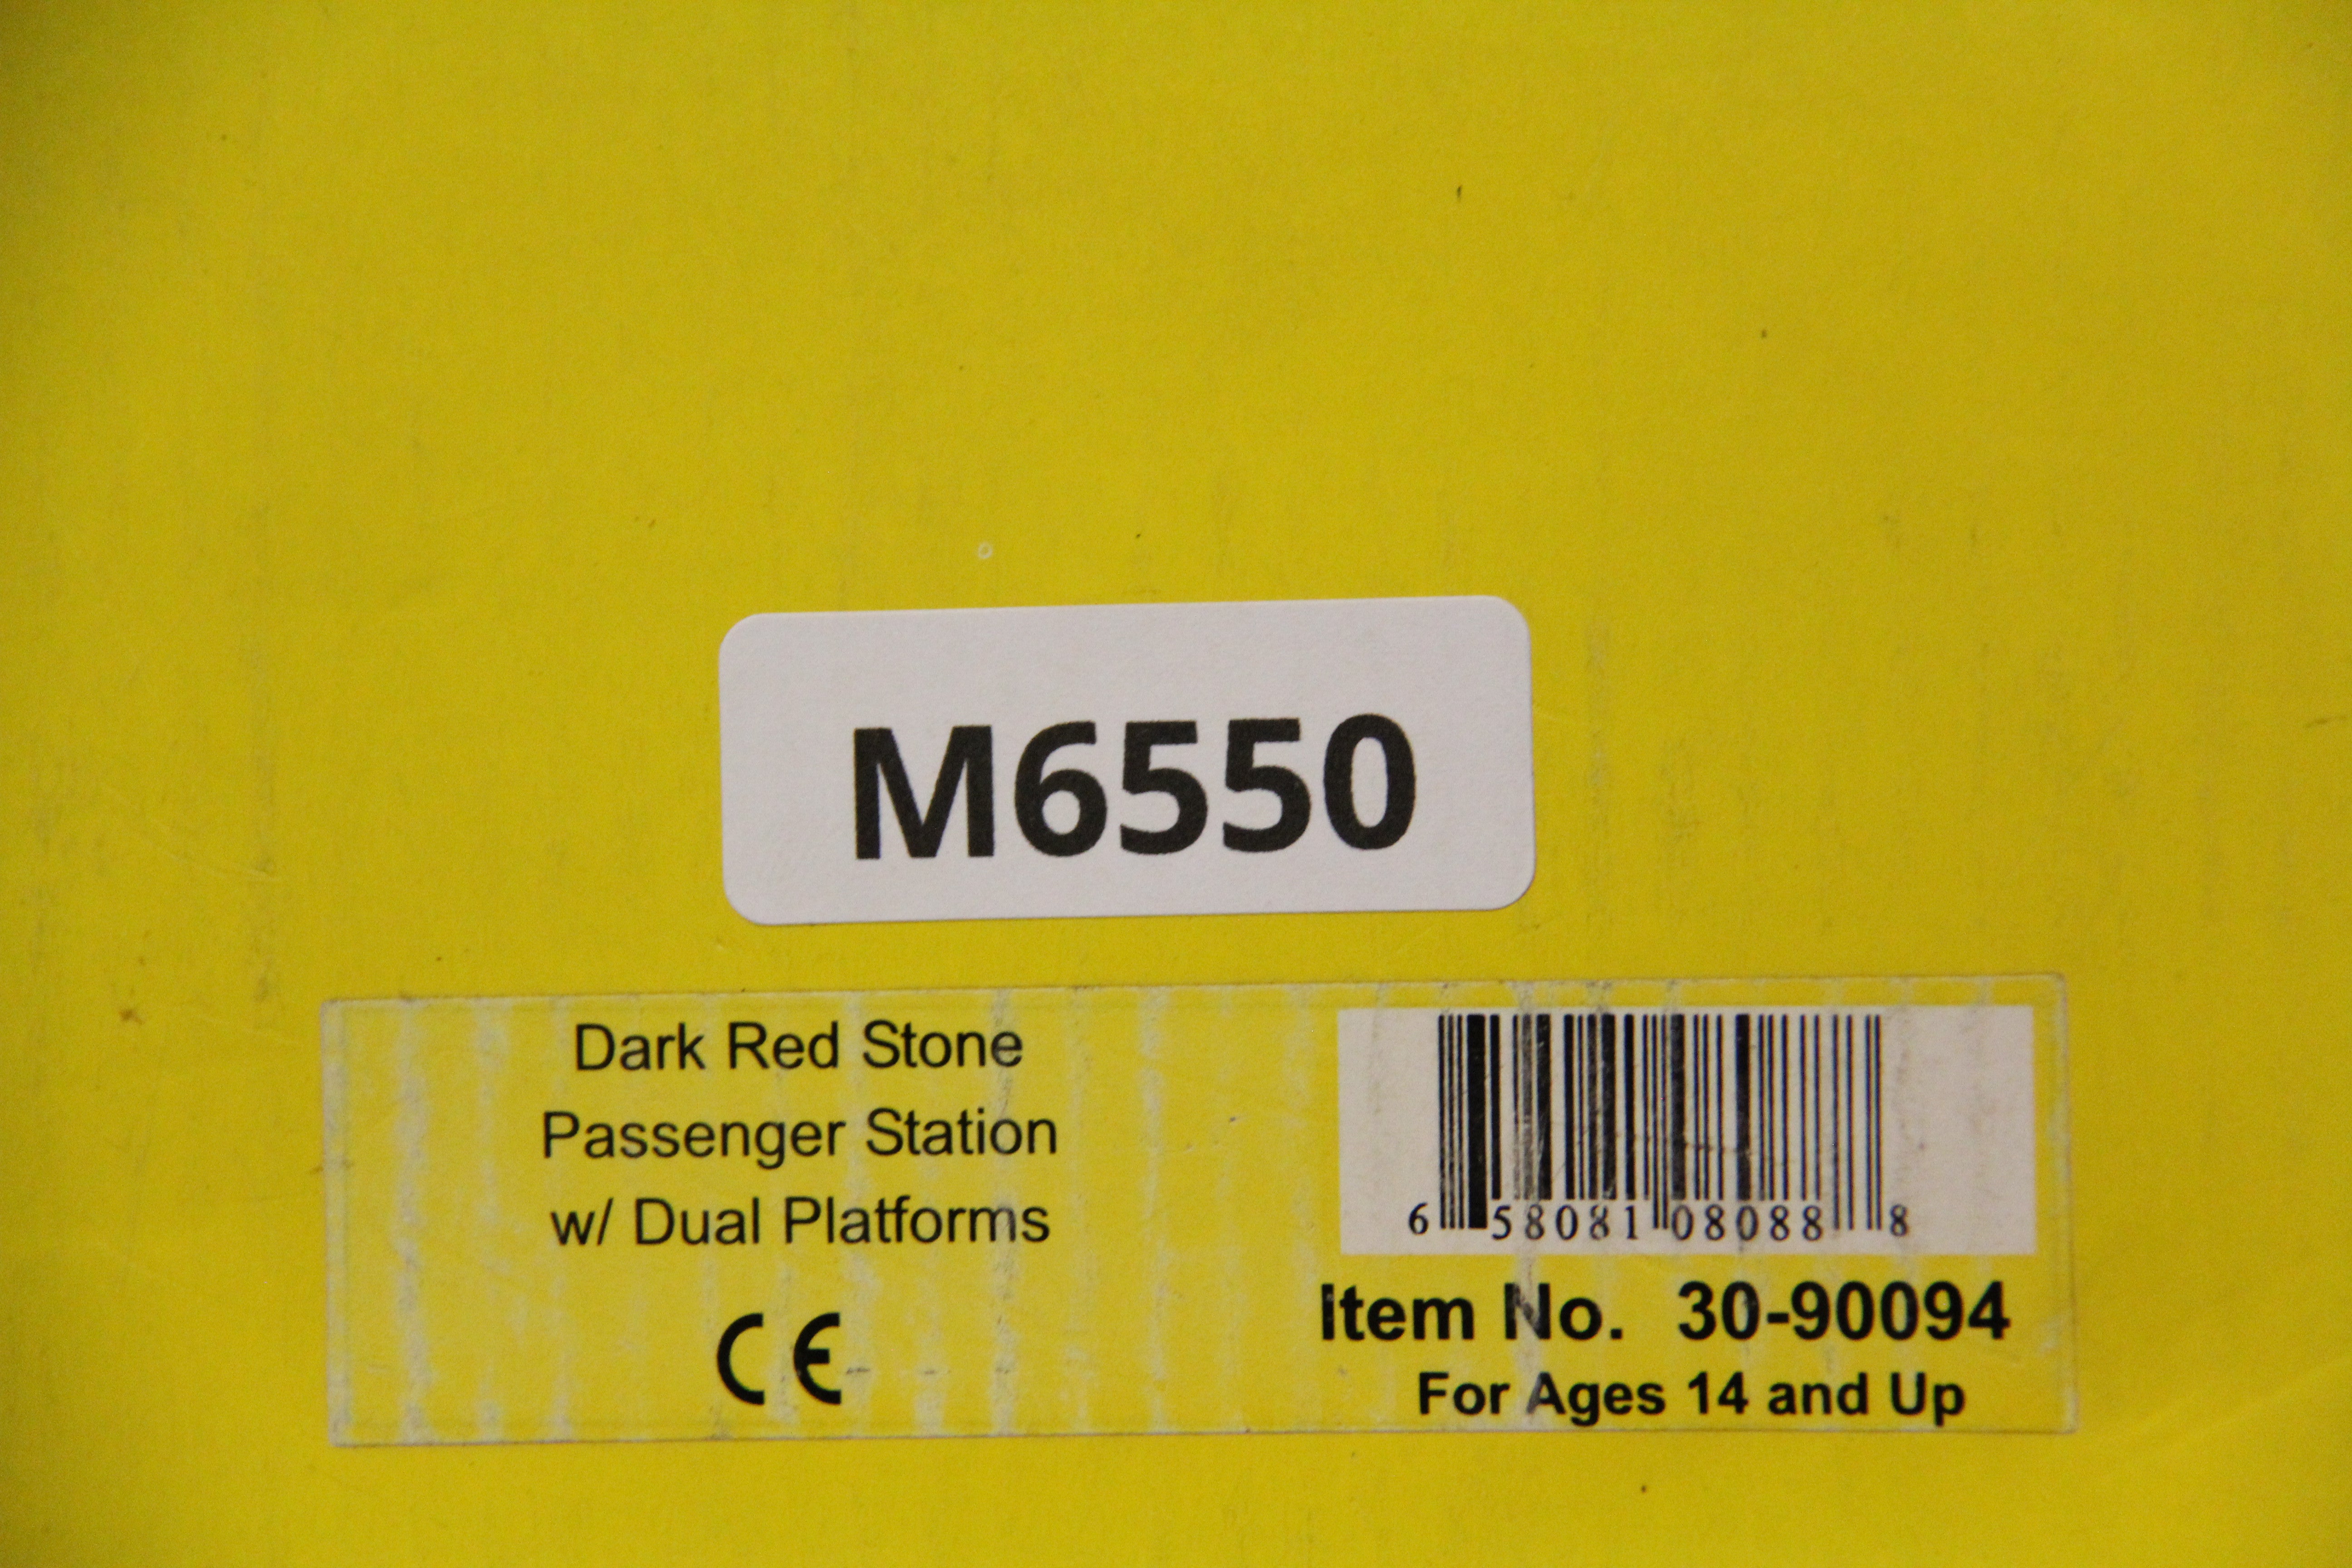 M6550
Dark Red Stone
Passenger Station
w/ Dual Platforms
CE
6 58081 08088 8
Item No. 30-90094
For Ages 14 and Up